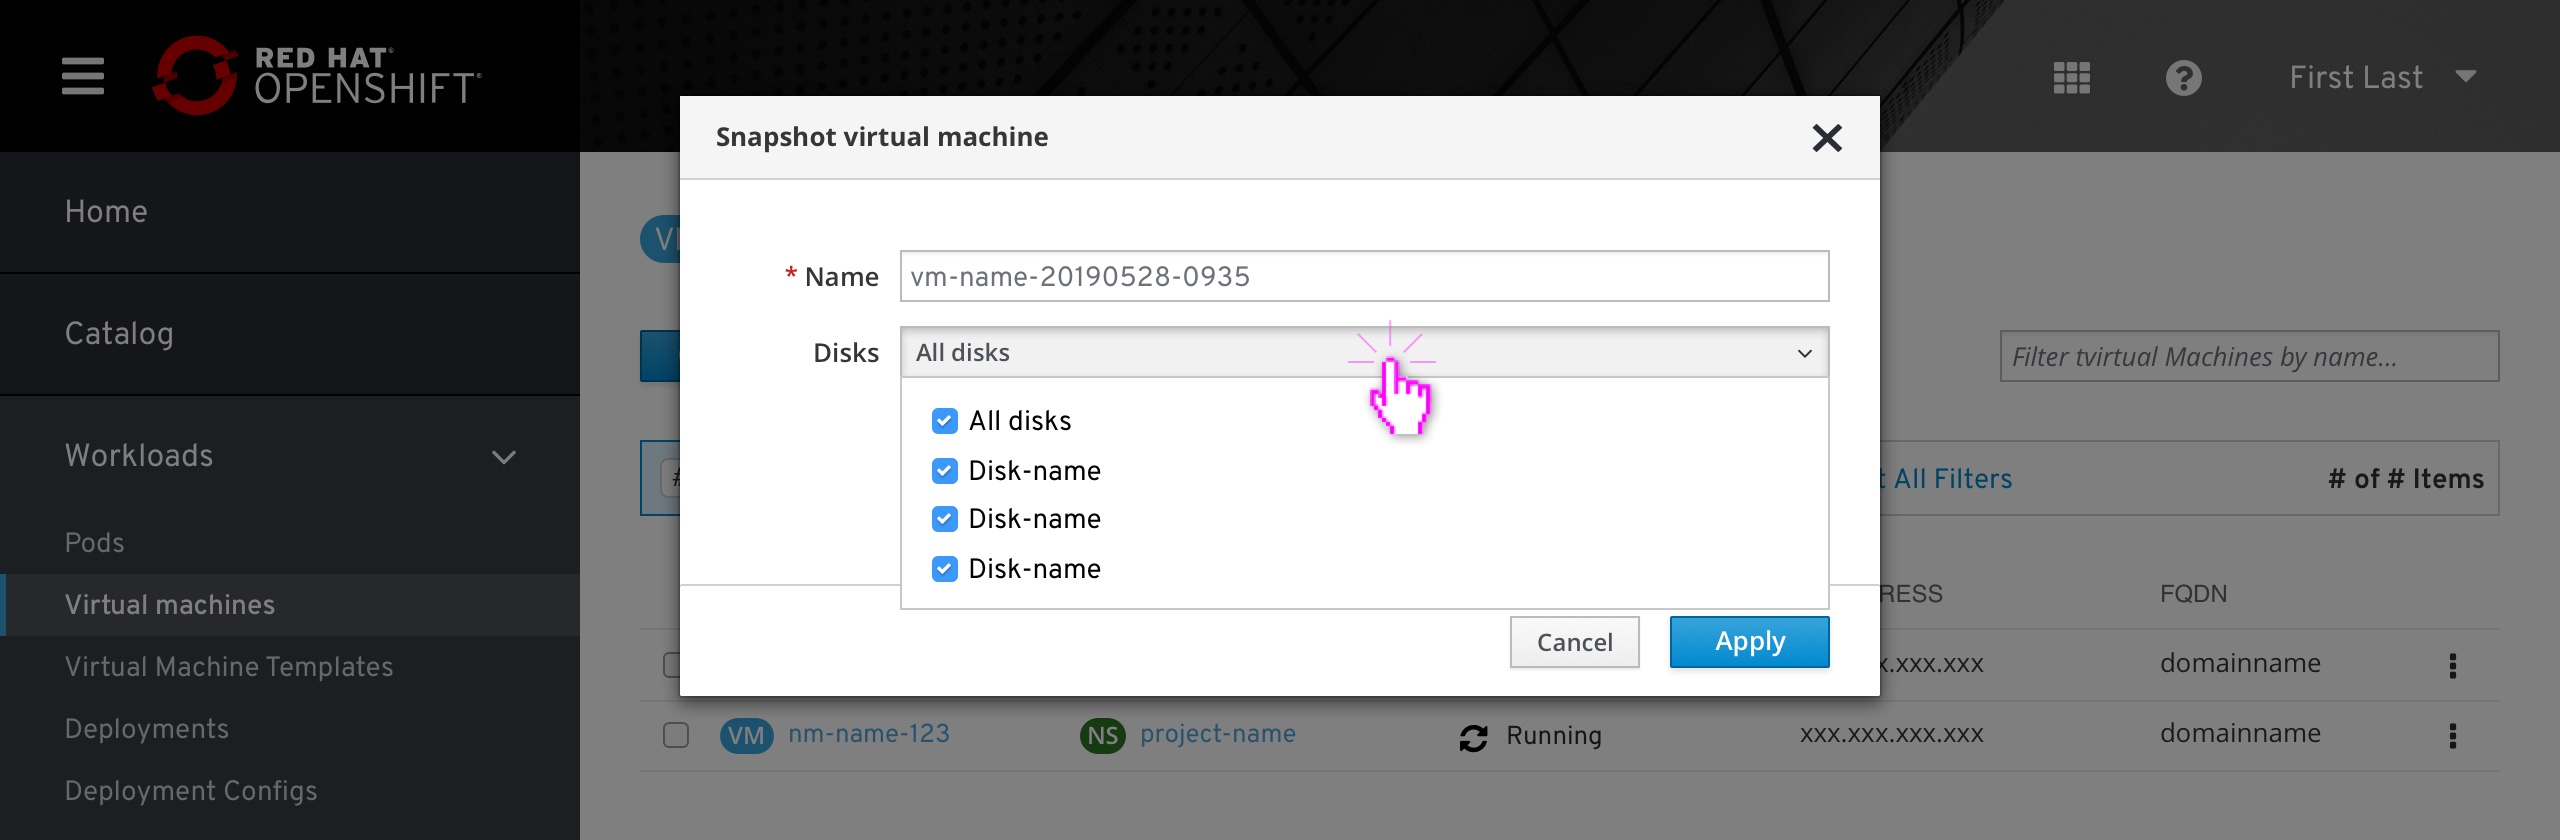 RED HAT®
OPENSHIFT®
First Last
Home
Catalog
Workloads
Pods
Virtual machines
Virtual Machine Templates
Deployments
Deployment Configs
Snapshot virtual machine
* Name
vm-name-20190528-0935
Disks
All disks
All disks
Disk-name
Disk-name
Disk-name
Cancel
Apply
Filter tvirtual Machines by name...
All Filters
# of # Items
FQDN
x.xxx.xxx
domainname
VM nm-name-123
NS project-name
Running
xxx.xxx.xxx.xxx
domainname